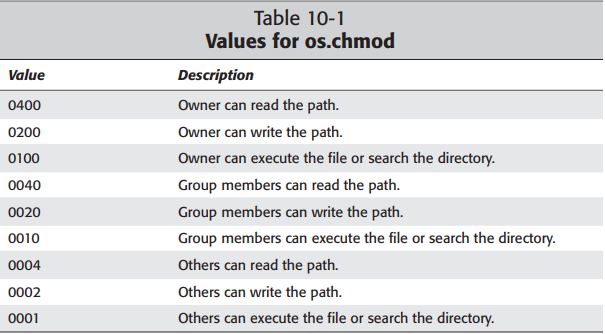 Table 10-1
Values for os.chmod
Value Description
0400 Owner can read the path.
0200 Owner can write the path.
0100 Owner can execute the file or search the directory.
0040 Group members can read the path.
0020 Group members can write the path.
0010 Group members can execute the file or search the directory.
0004 Others can read the path.
0002 Others can write the path.
0001 Others can execute the file or search the directory.